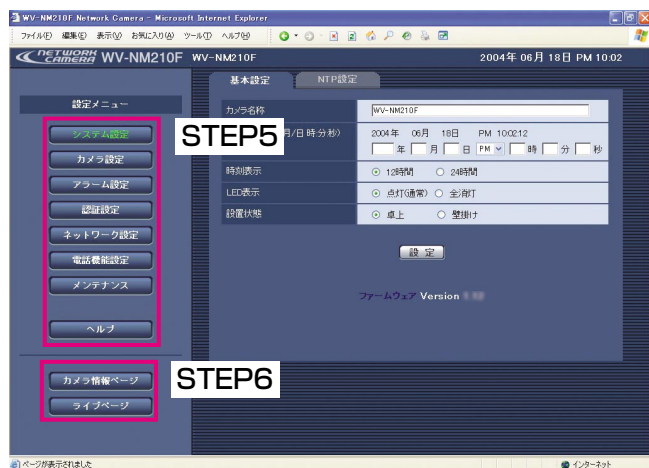 WV-NM210F Network Camera - Microsoft Internet Explorer
ファイル(F) 編集(E) 表示(V) お気に入り(A) ツール(T) ヘルプ(H)
NETWORK CAMERA WV-NM210F WV-NM210F 2004年 06月 18日 PM 10:02
基本設定 NTP設定
設定メニュー
システム設定
カメラ設定
アラーム設定
認証設定
ネットワーク設定
電話機能設定
メンテナンス
ヘルプ
STEP5
カメラ情報ページ
ライブページ
STEP6
カメラ名称 WV-NM210F
月/日 時:分:秒) 2004年 06月 18日 PM 10:02:12
年 月 日 PM 時 分 秒
時刻表示 12時間 24時間
LED表示 点灯(通常) 全消灯
設置状態 卓上 壁掛け
設定
ファームウェア Version
ページが表示されました インターネット